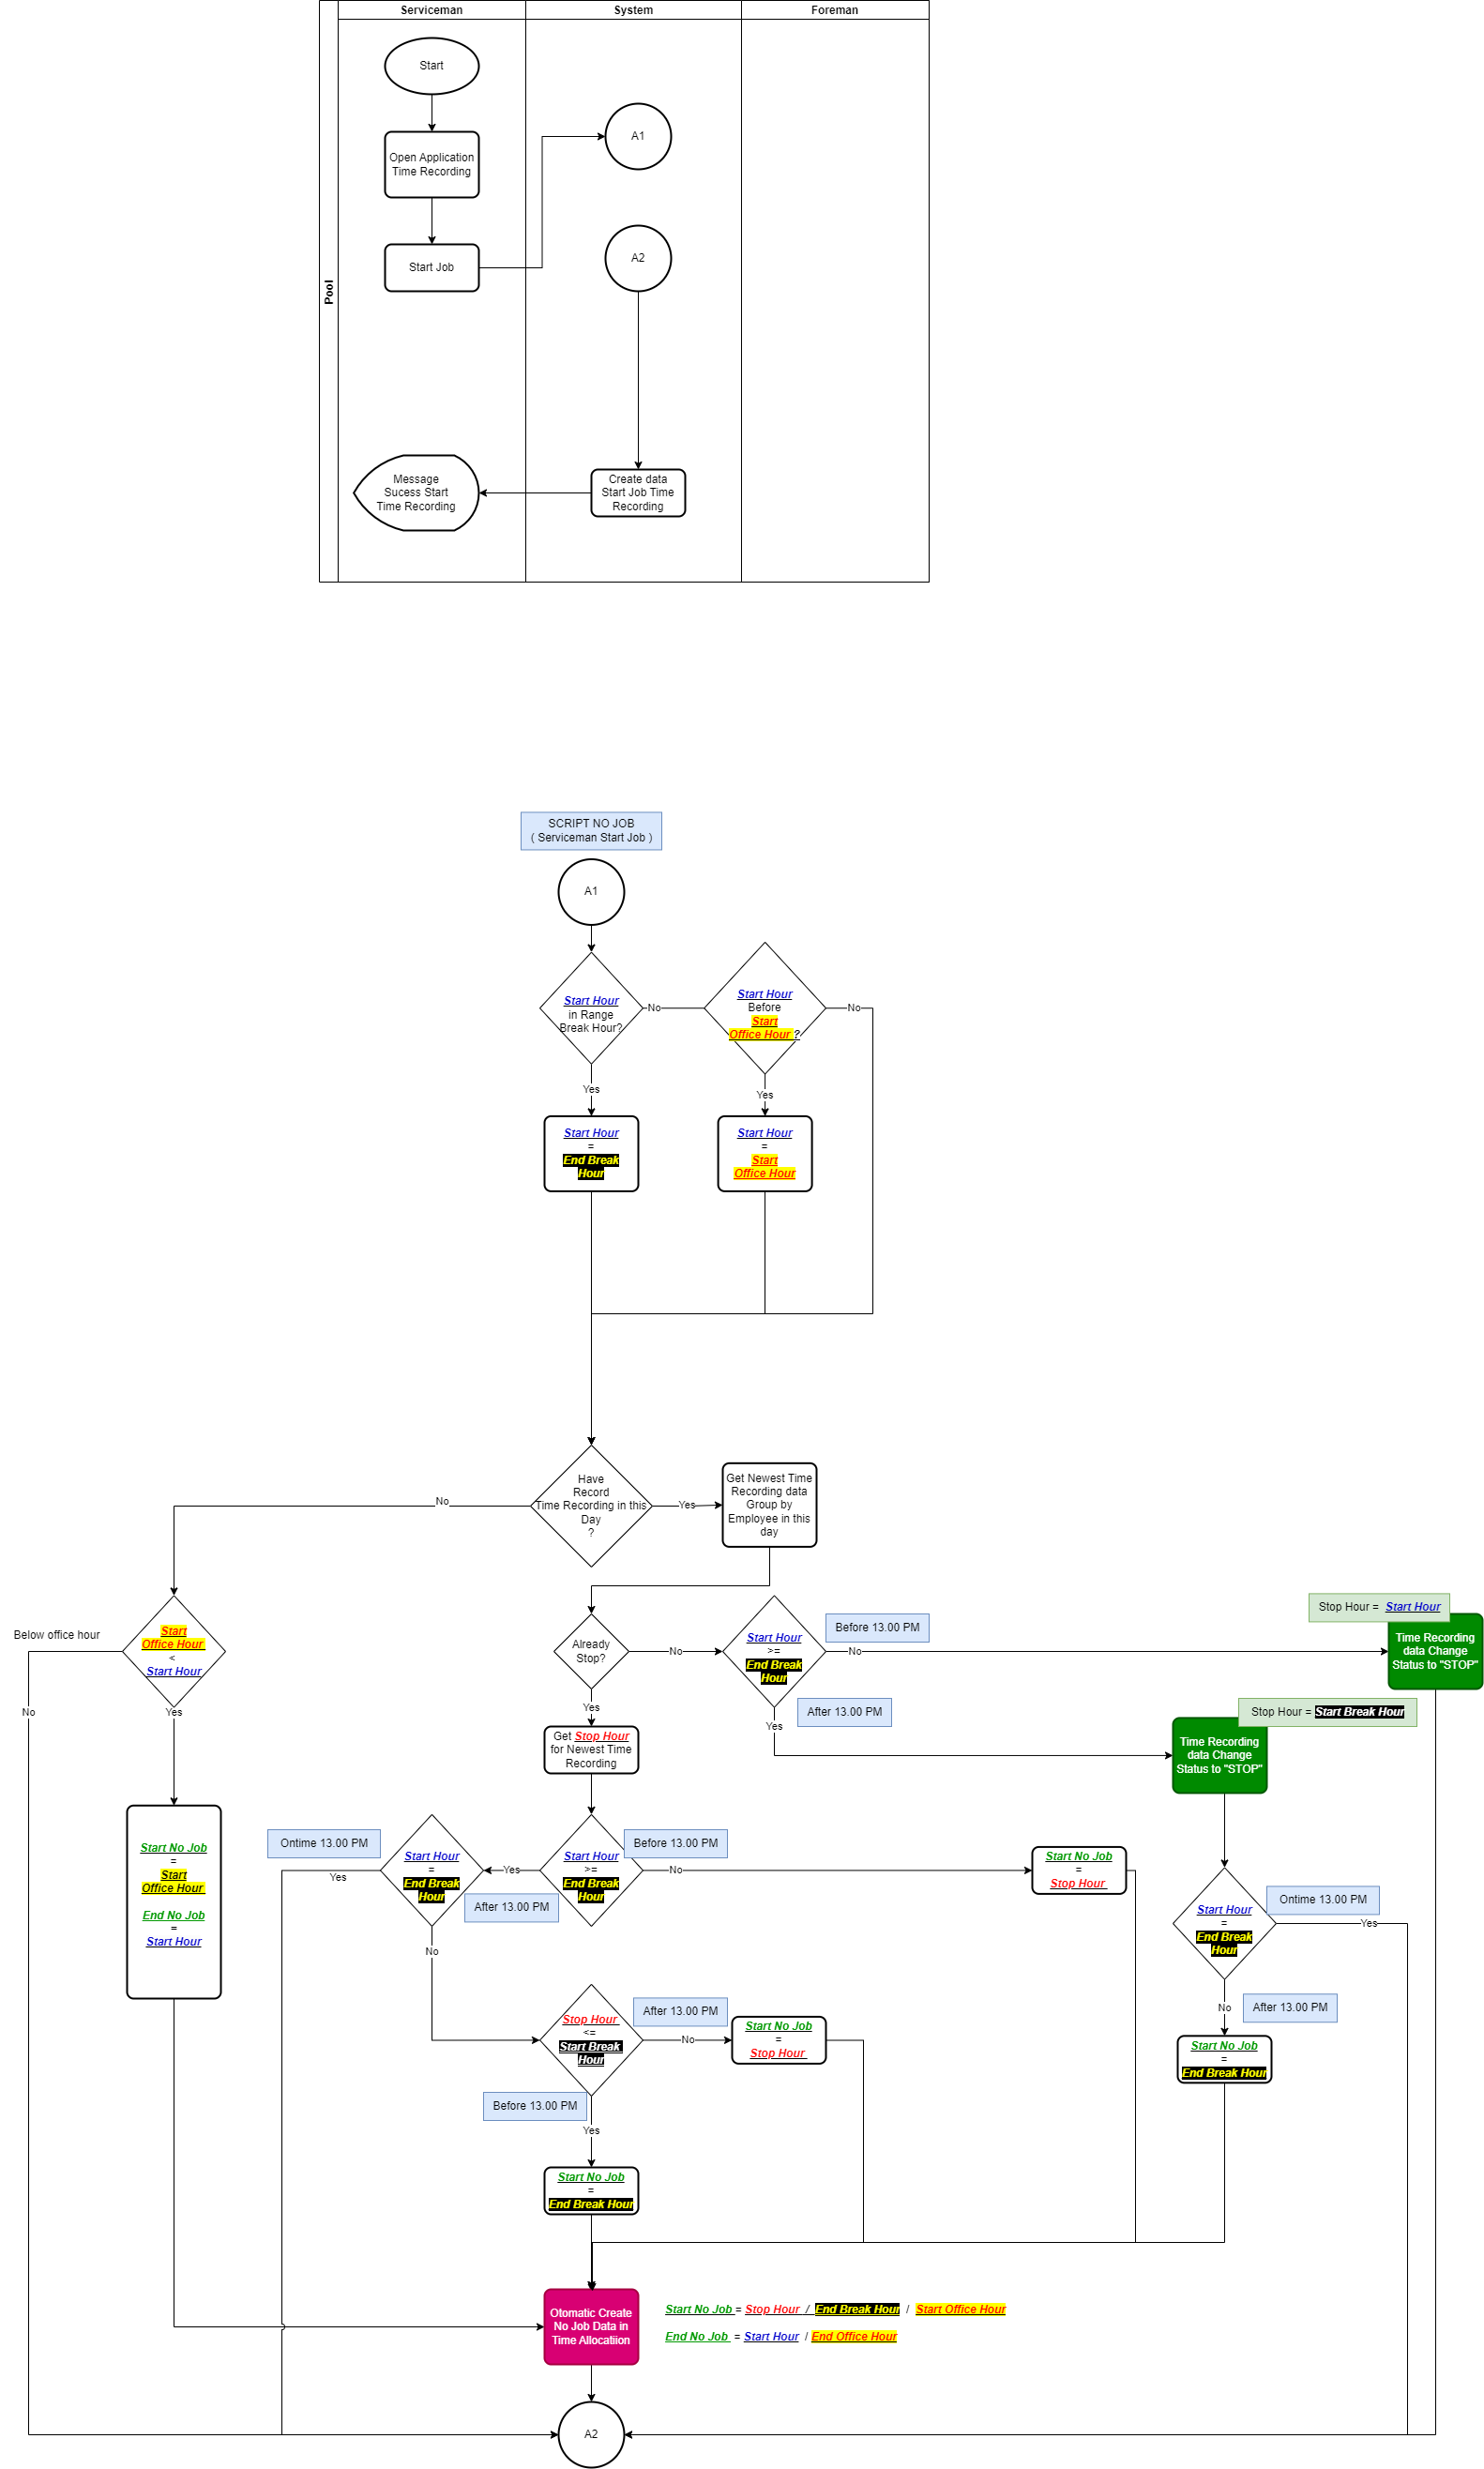 Serviceman
System
Foreman
Pool
Start
Open Application
Time Recording
Start Job
A1
A2
Message
Sucess Start
Time Recording
Create data
Start Job Time
Recording
SCRIPT NO JOB
( Serviceman Start Job )
A1
Start Hour
in Range
Break Hour?
No
Start Hour
Before
Start
Office Hour ?
No
Yes
Yes
Start Hour
=
End Break
Hour
Start Hour
=
Start
Office Hour
Have
Record
Time Recording in this
Day
?
No
Yes
Get Newest Time
Recording data
Group by
Employee in this
day
Below office hour
No
Start
Office Hour
<
Start Hour
Yes
Already
Stop?
No
Yes
Start Hour
>=
End Break
Hour
Before 13.00 PM
No
After 13.00 PM
Yes
Stop Hour = Start Hour
Time Recording
data Change
Status to "STOP"
Stop Hour = Start Break Hour
Time Recording
data Change
Status to "STOP"
Get Stop Hour
for Newest Time
Recording
Start No Job
=
Start
Office Hour
End No Job
=
Start Hour
Ontime 13.00 PM
Yes
Start Hour
=
End Break
Hour
Yes
After 13.00 PM
Start Hour
>=
End Break
Hour
Before 13.00 PM
No
Start No Job
=
Stop Hour
No
Start Hour
=
End Break
Hour
Ontime 13.00 PM
Yes
No
After 13.00 PM
Start No Job
=
End Break Hour
Stop Hour
<=
Start Break
Hour
After 13.00 PM
No
Start No Job
=
Stop Hour
Before 13.00 PM
Yes
Start No Job
=
End Break Hour
Otomatic Create
No Job Data in
Time Allocatiion
Start No Job = Stop Hour / End Break Hour / Start Office Hour
End No Job = Start Hour / End Office Hour
A2